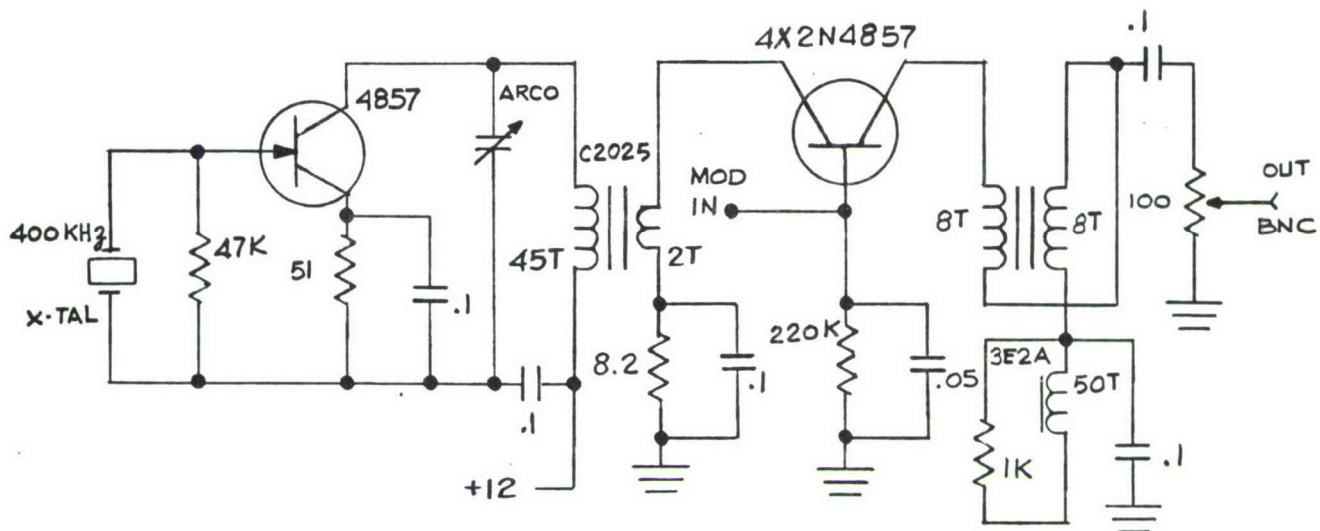 4X2N4857
.1
4857
ARCO
C2025
MOD
IN
400KHz
X-TAL
47K
51
.1
45T
2T
8T
8T
100
OUT
BNC
8.2
.1
220K
.05
3E2A
50T
1K
.1
.1
+12